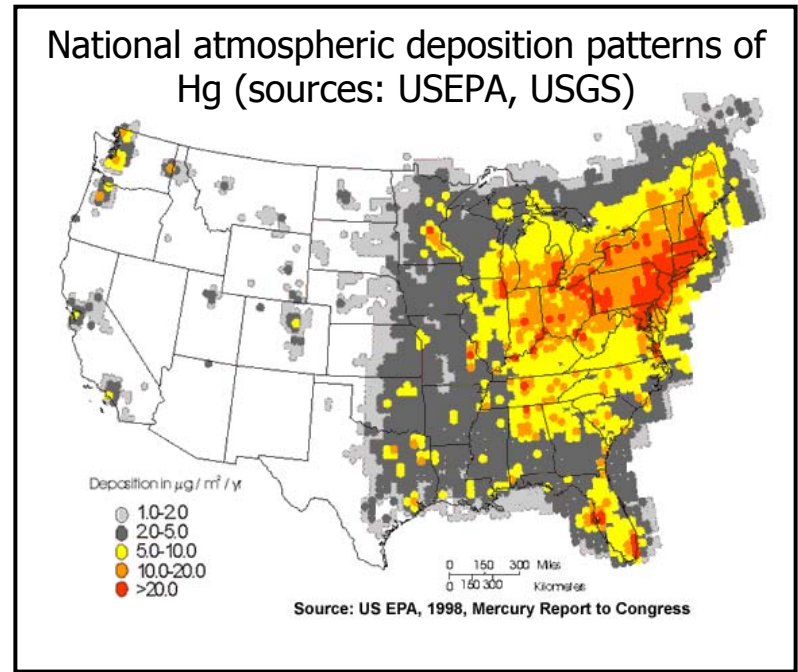 National atmospheric deposition patterns of
Hg (sources: USEPA, USGS)
Deposition in µg / m² / yr
1.0-2.0
2.0-5.0
5.0-10.0
10.0-20.0
>20.0
0 150 300 Miles
0 150 300 Kilometers
Source: US EPA, 1998, Mercury Report to Congress